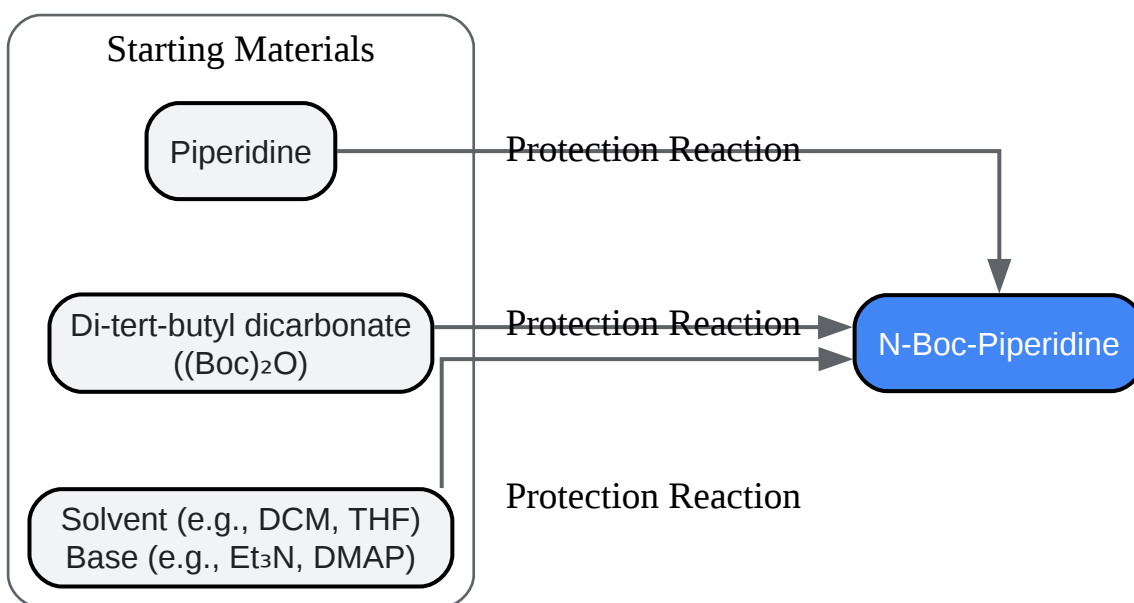 Starting Materials
Piperidine
Protection Reaction
Di-tert-butyl dicarbonate
((Boc)₂O)
Protection Reaction
N-Boc-Piperidine
Protection Reaction
Solvent (e.g., DCM, THF)
Base (e.g., Et₃N, DMAP)